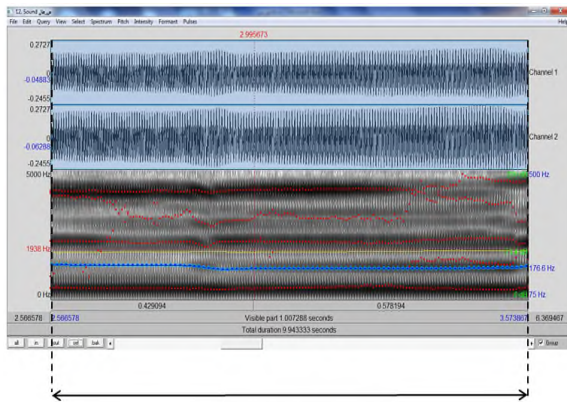 12. Sound
File Edit Query View Select Spectrum Pitch Intensity Formant Pulses Help
2.995673
0.2727
0
-0.04883
-0.2455
Channel 1
0.2727
0
-0.06288
-0.2455
Channel 2
5000 Hz
500 Hz
1938 Hz
176.6 Hz
0 Hz
75 Hz
0.429094 0.578194
2.566578 2.566578 Visible part 1.007288 seconds 3.573867 6.369467
Total duration 9.943333 seconds
all in out sel bak Group